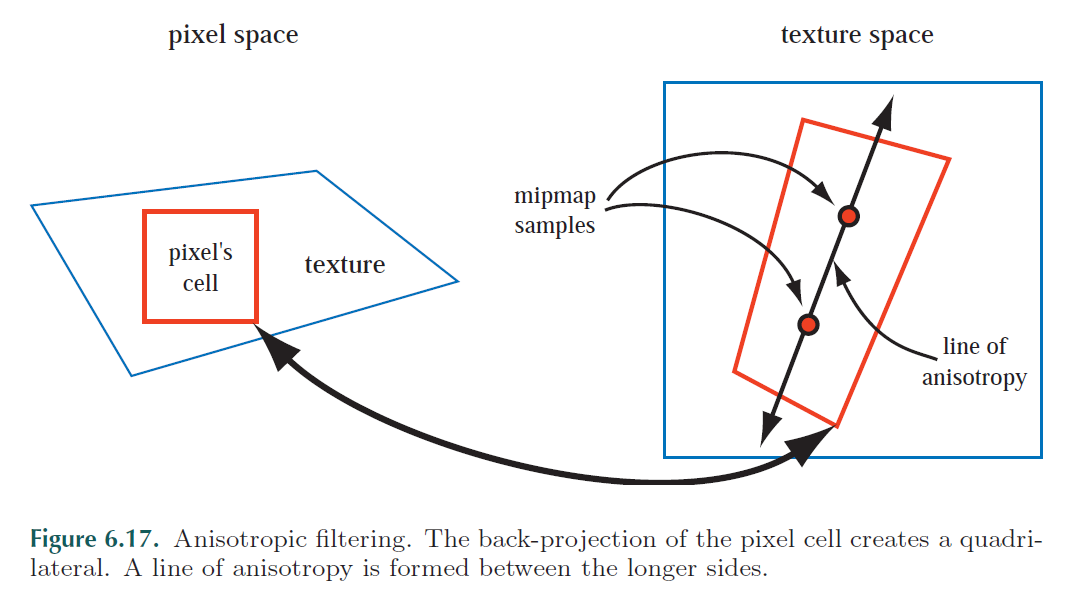 pixel space
texture space
pixel's
cell
texture
mipmap
samples
line of
anisotropy
Figure 6.17. Anisotropic filtering. The back-projection of the pixel cell creates a quadri-
lateral. A line of anisotropy is formed between the longer sides.